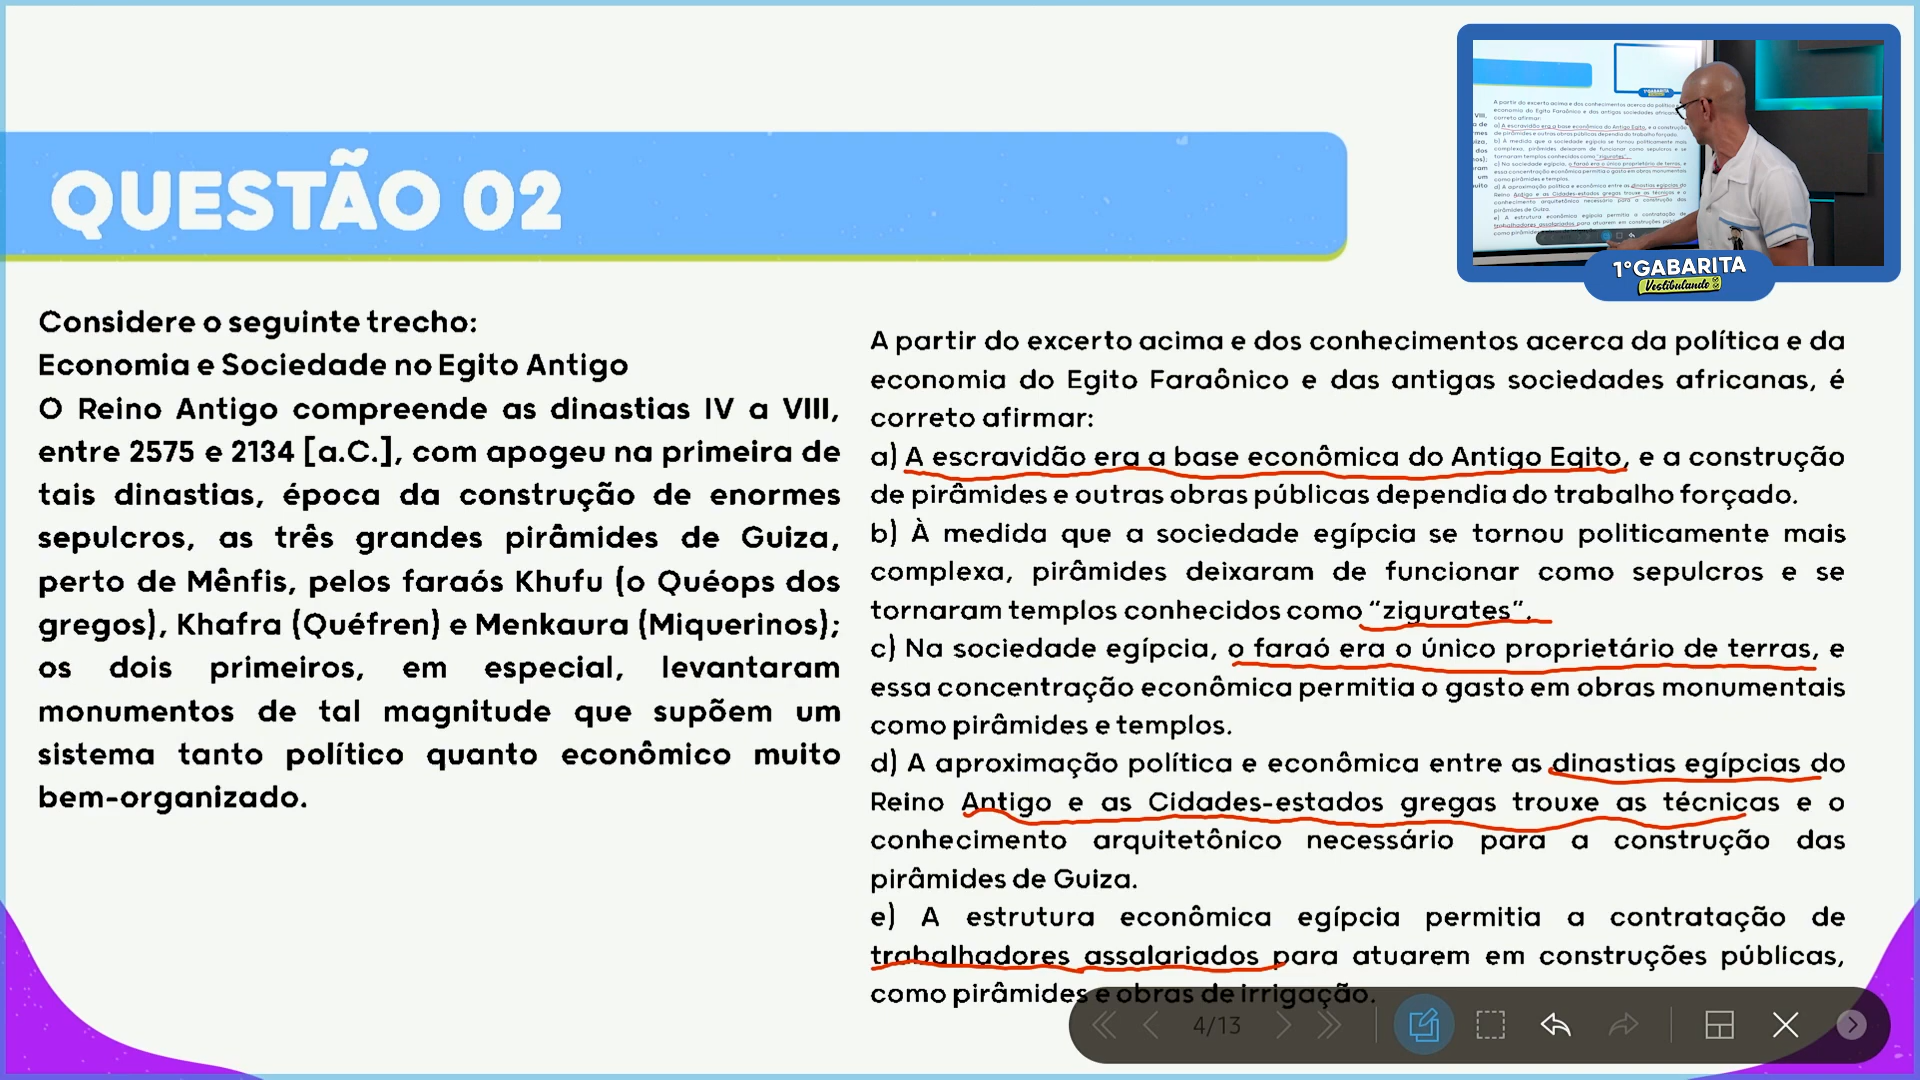 QUESTÃO 02
1°GABARITA
Vestibulando
Considere o seguinte trecho:
Economia e Sociedade no Egito Antigo
O Reino Antigo compreende as dinastias IV a VIII,
entre 2575 e 2134 [a.C.], com apogeu na primeira de
tais dinastias, época da construção de enormes
sepulcros, as três grandes pirâmides de Guiza,
perto de Mênfis, pelos faraós Khufu (o Quéops dos
gregos), Khafra (Quéfren) e Menkaura (Miquerinos);
os dois primeiros, em especial, levantaram
monumentos de tal magnitude que supõem um
sistema tanto político quanto econômico muito
bem-organizado.
A partir do excerto acima e dos conhecimentos acerca da política e da
economia do Egito Faraônico e das antigas sociedades africanas, é
correto afirmar:
a) A escravidão era a base econômica do Antigo Egito, e a construção
de pirâmides e outras obras públicas dependia do trabalho forçado.
b) À medida que a sociedade egípcia se tornou politicamente mais
complexa, pirâmides deixaram de funcionar como sepulcros e se
tornaram templos conhecidos como “zigurates”.
c) Na sociedade egípcia, o faraó era o único proprietário de terras, e
essa concentração econômica permitia o gasto em obras monumentais
como pirâmides e templos.
d) A aproximação política e econômica entre as dinastias egípcias do
Reino Antigo e as Cidades-estados gregas trouxe as técnicas e o
conhecimento arquitetônico necessário para a construção das
pirâmides de Guiza.
e) A estrutura econômica egípcia permitia a contratação de
trabalhadores assalariados para atuarem em construções públicas,
como pirâmides e obras de irrigação.
4/13